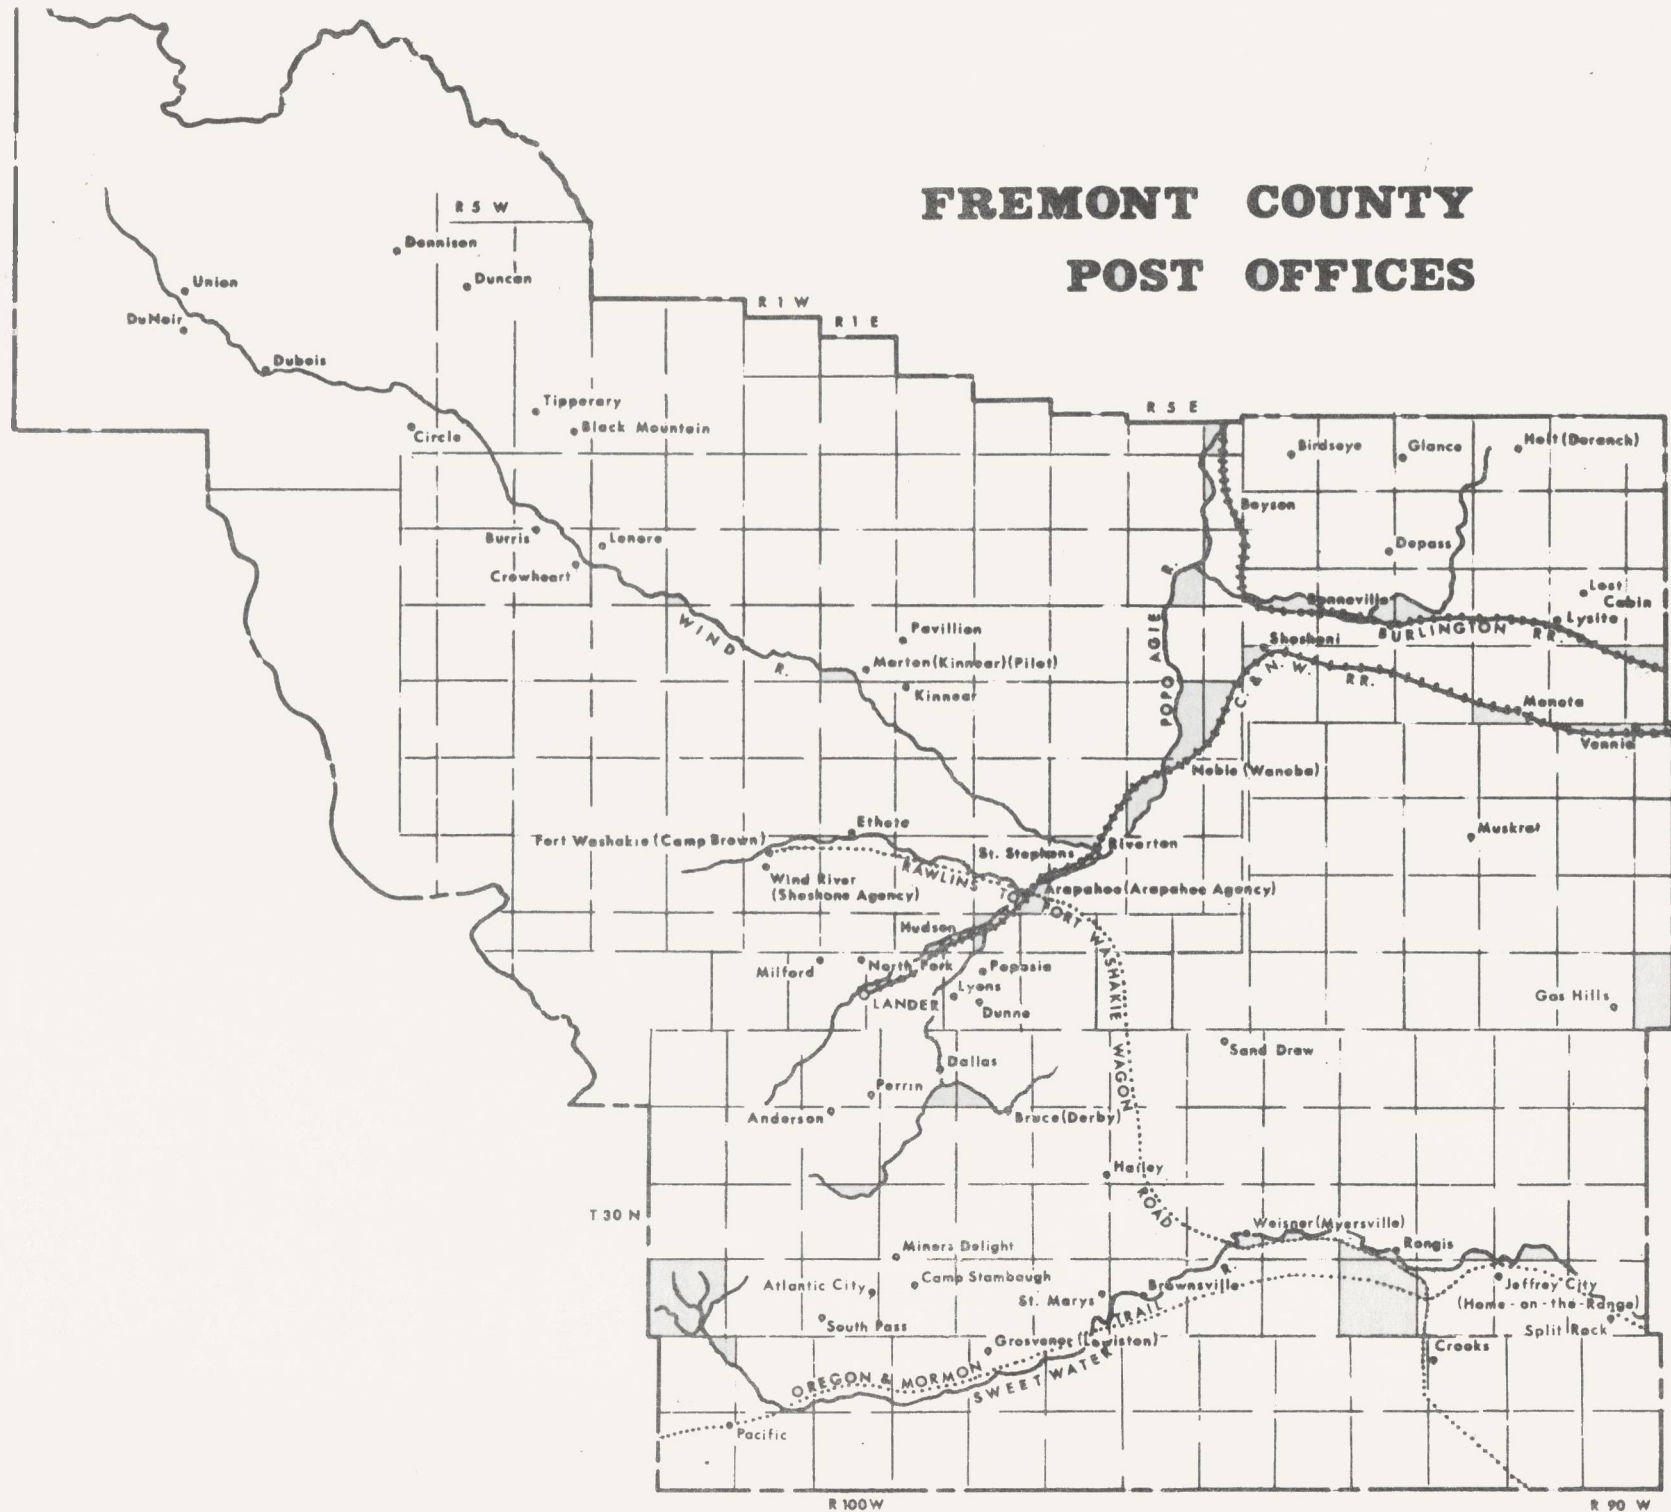 FREMONT COUNTY
POST OFFICES
R 5 W
Dennison
Duncan
Union
DuNoir
R 1 W
R 1 E
Dubois
Tipperary
Black Mountain
Circle
R 5 E
Birdseye
Glance
Holt (Doranch)
Boyson
Depass
Burris
Lenore
Crowheart
R.
Bonneville
Lost
Cabin
Lysite
BURLINGTON RR.
WIND R.
POPO AGIE
Pavillion
Shoshoni
Morton (Kinnear) (Pilot)
C. & N. W. RR.
Kinnear
Moneta
Vonnie
Noble (Wanoba)
Ethete
Muskrat
Fort Washakie (Camp Brown)
St. Stephens
Riverton
Wind River
(Shoshone Agency)
RAWLINS TO FORT WASHAKIE WAGON ROAD
Arapahoe (Arapahoe Agency)
Hudson
Milford
North Fork
Popasia
Lyons
LANDER
Dunne
Gas Hills
Sand Draw
Dallas
Perrin
Anderson
Bruce (Derby)
Hailey
T 30 N
Weisner (Myersville)
Rongis
Miners Delight
Atlantic City
Camp Stambaugh
St. Marys
Brownsville
R.
Jeffrey City
(Home-on-the-Range)
South Pass
Split Rock
Grosvenor (Lewiston)
TRAIL
Crooks
OREGON & MORMON
SWEET WATER
Pacific
R 100 W
R 90 W